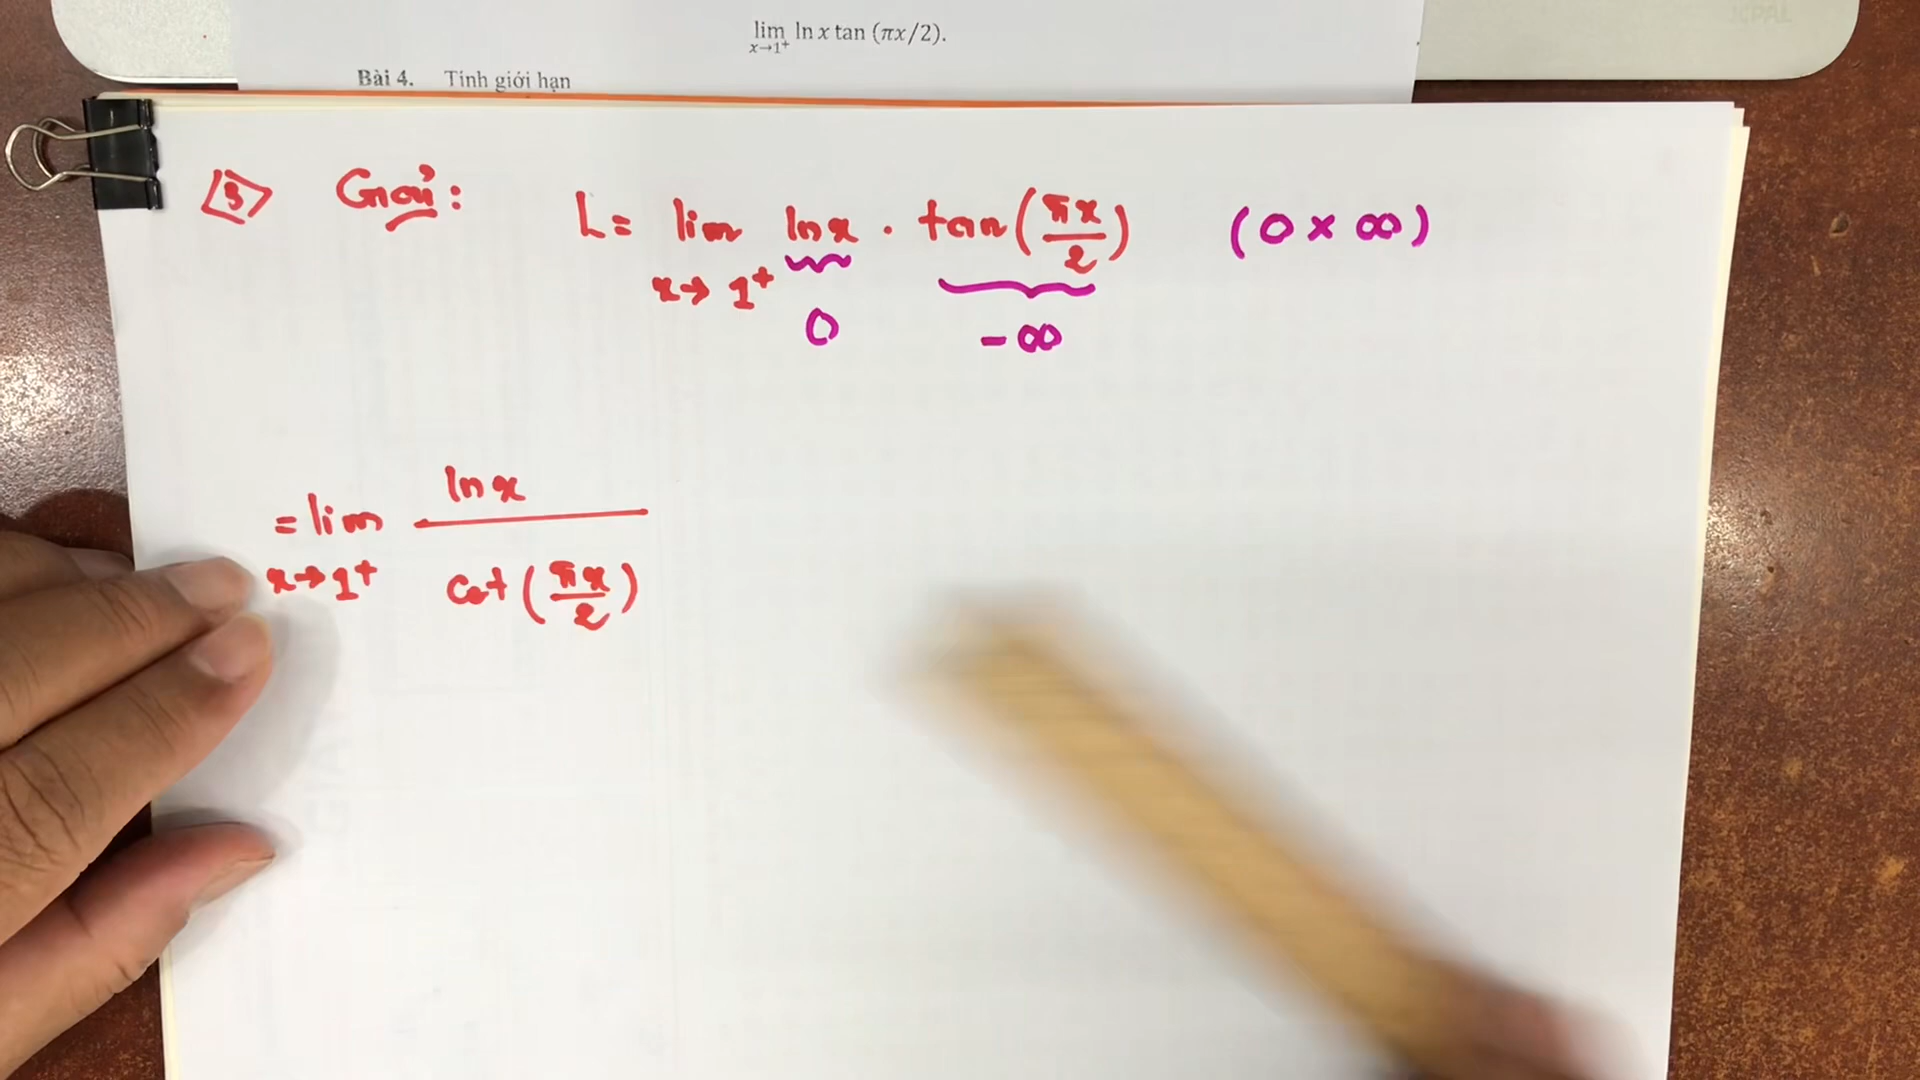 lim ln x tan (πx/2).
x→1⁺
Bài 4. Tính giới hạn
3 Giải: L = lim ln x . tan(πx/2) (0 × ∞)
x→1⁺
0 -∞
= lim ln x / cot(πx/2)
x→1⁺